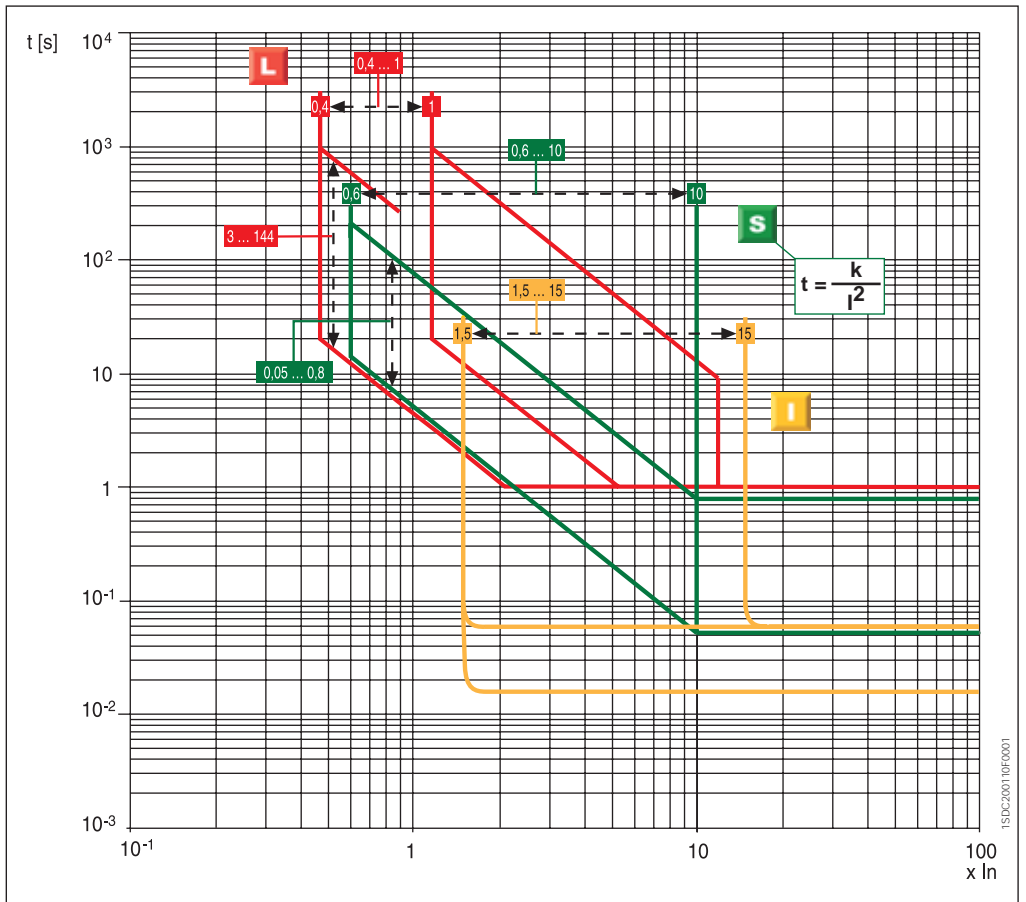 t [s]
10⁴
L
0,4 ... 1
0,4
1
10³
0,6 ... 10
0,6
10
S
3 ... 144
t = k / I²
10²
1,5 ... 15
1,5
15
0,05 ... 0,8
10
I
1
10⁻¹
10⁻²
10⁻³
10⁻¹
1
10
100
x In
1SDC200110F0001